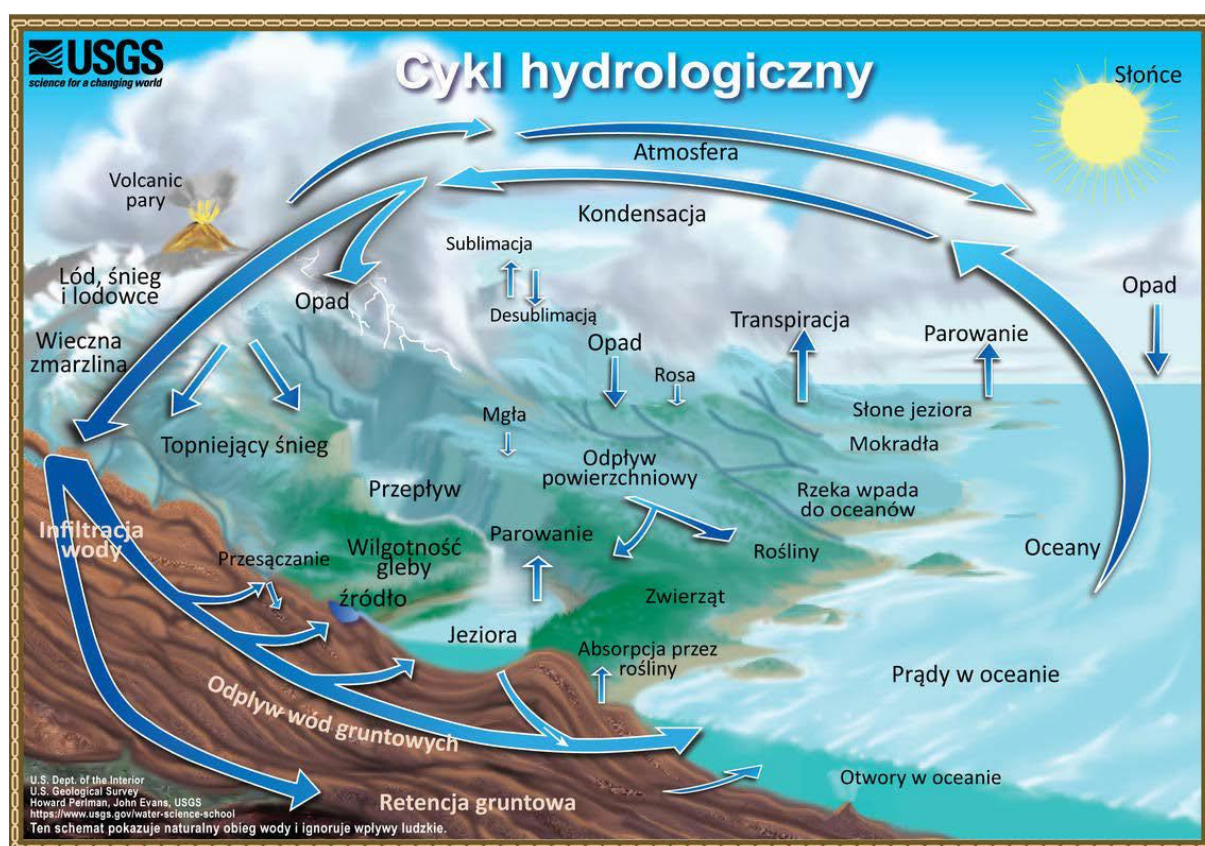 USGS
science for a changing world
Cykl hydrologiczny
Słońce
Atmosfera
Volcanic
pary
Kondensacja
Sublimacja
Lód, śnieg
i lodowce
Opad
Desublimacją
Opad
Wieczna
zmarzlina
Opad
Transpiracja
Parowanie
Rosa
Słone jeziora
Mgła
Topniejący śnieg
Mokradła
Odpływ
powierzchniowy
Przepływ
Rzeka wpada
do oceanów
Infiltracja
wody
Parowanie
Wilgotność
gleby
Przesączanie
Rośliny
Oceany
źródło
Zwierząt
Jeziora
Absorpcja przez
rośliny
Prądy w oceanie
Odplyw wód gruntowych
Otwory w oceanie
Retencja gruntowa
U.S. Dept. of the Interior
U.S. Geological Survey
Howard Perlman, John Evans, USGS
https://www.usgs.gov/water-science-school
Ten schemat pokazuje naturalny obieg wody i ignoruje wpływy ludzkie.